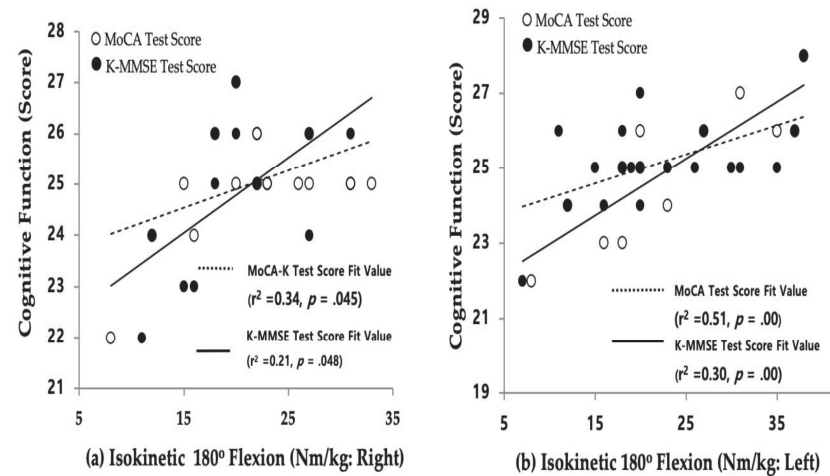 Cognitive Function (Score)
28
27
26
25
24
23
22
21
MoCA Test Score
K-MMSE Test Score
MoCA-K Test Score Fit Value
(r² =0.34, p = .045)
K-MMSE Test Score Fit Value
(r² =0.21, p = .048)
5
15
25
35
(a) Isokinetic 180º Flexion (Nm/kg: Right)
Cognitive Function (Score)
29
27
25
23
21
19
MoCA Test Score
K-MMSE Test Score
MoCA Test Score Fit Value
(r² =0.51, p = .00)
K-MMSE Test Score Fit Value
(r² =0.30, p = .00)
5
15
25
35
(b) Isokinetic 180º Flexion (Nm/kg: Left)